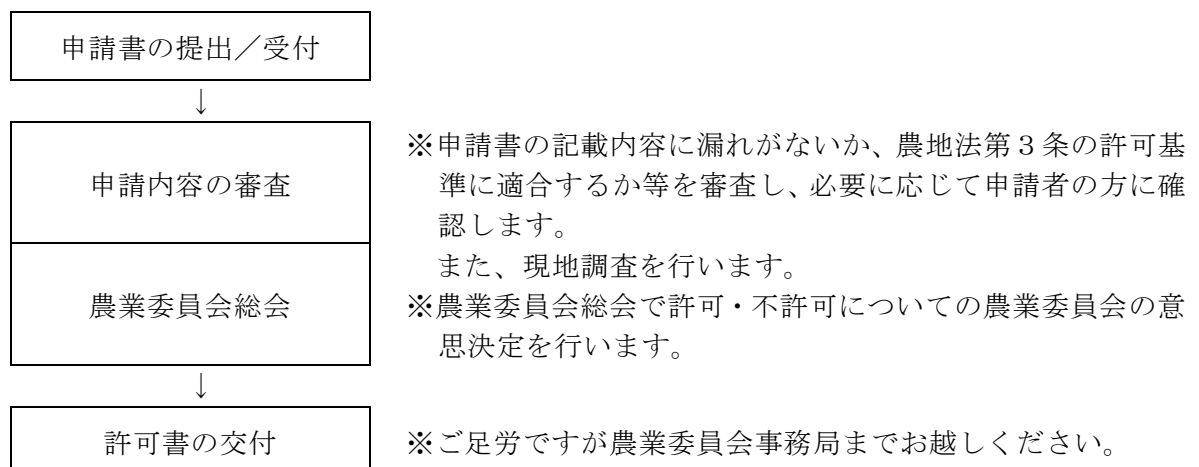 申請書の提出／受付
↓
申請内容の審査
※申請書の記載内容に漏れがないか、農地法第３条の許可基
準に適合するか等を審査し、必要に応じて申請者の方に確
認します。
また、現地調査を行います。
農業委員会総会
※農業委員会総会で許可・不許可についての農業委員会の意
思決定を行います。
↓
許可書の交付
※ご足労ですが農業委員会事務局までお越しください。